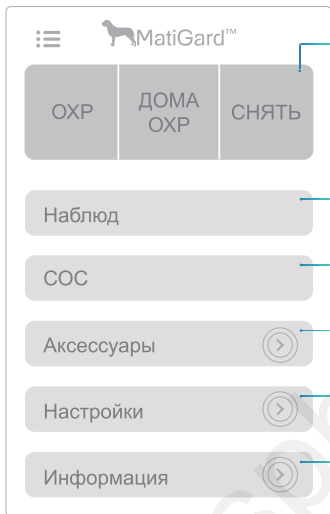 MatiGard™
ОХР
ДОМА
ОХР
СНЯТЬ
Наблюд
СОС
Аксессуары
Настройки
Информация